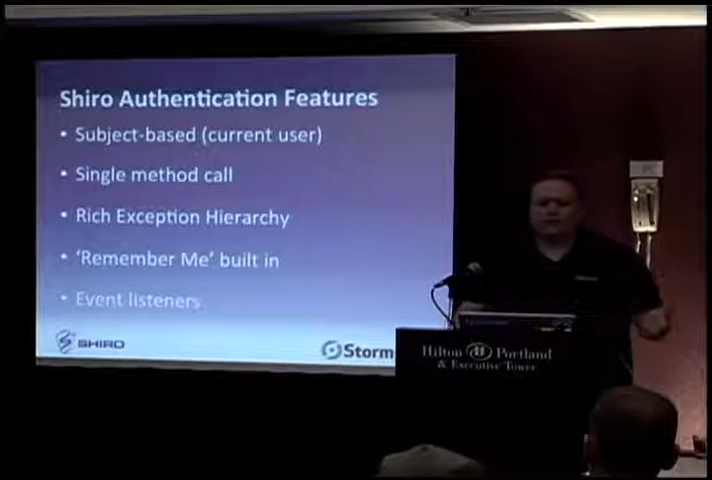 Shiro Authentication Features
• Subject-based (current user)
• Single method call
• Rich Exception Hierarchy
• ‘Remember Me’ built in
• Event listeners
SHIRO
Storm
Hilton Portland
& Executive Tower